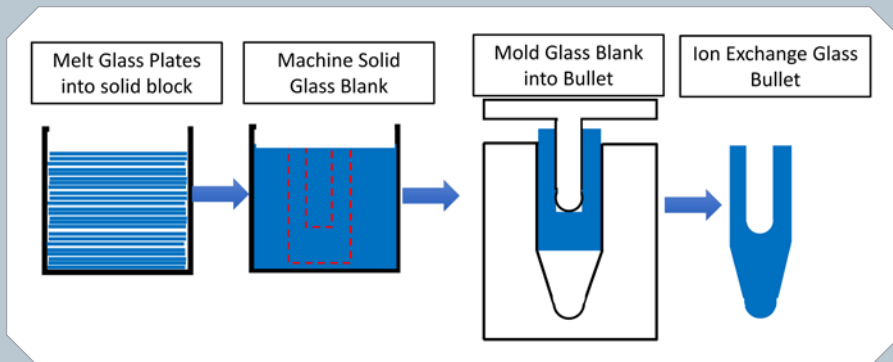 Melt Glass Plates
into solid block
Machine Solid
Glass Blank
Mold Glass Blank
into Bullet
Ion Exchange Glass
Bullet